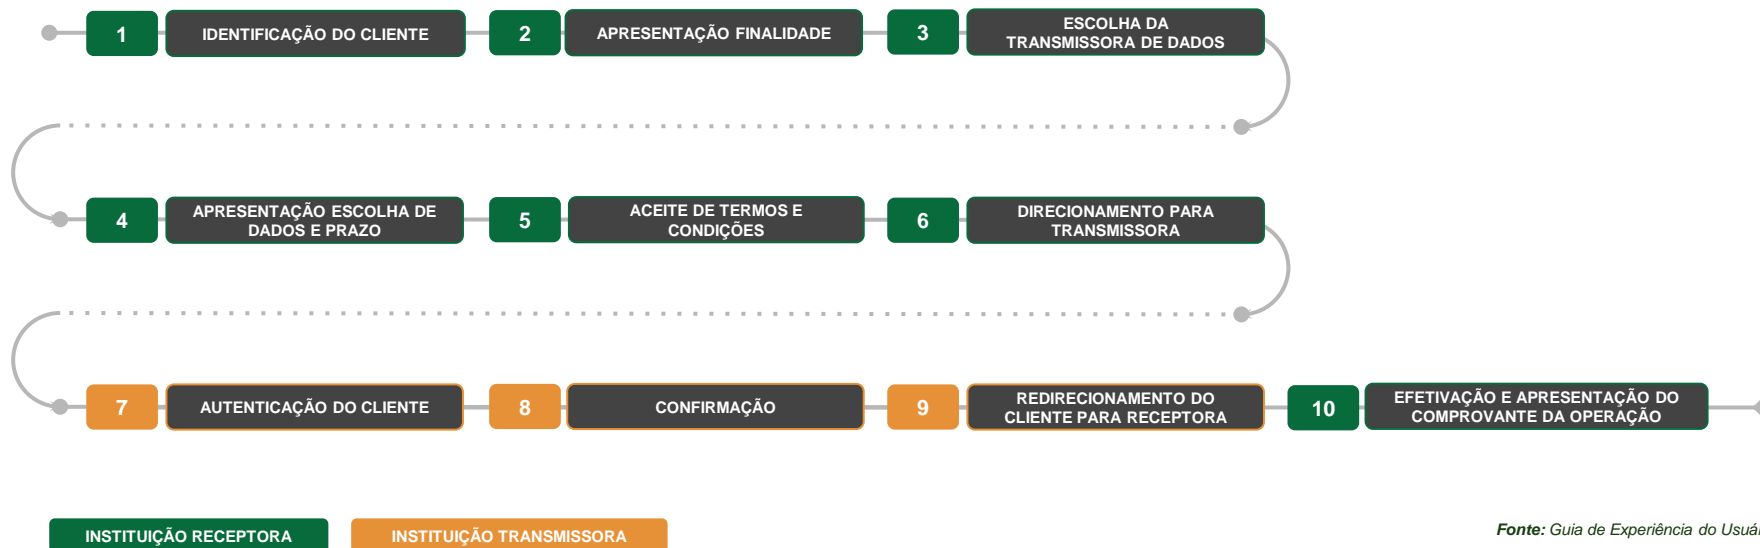 1
IDENTIFICAÇÃO DO CLIENTE
2
APRESENTAÇÃO FINALIDADE
3
ESCOLHA DA
TRANSMISSORA DE DADOS
4
APRESENTAÇÃO ESCOLHA DE
DADOS E PRAZO
5
ACEITE DE TERMOS E
CONDIÇÕES
6
DIRECIONAMENTO PARA
TRANSMISSORA
7
AUTENTICAÇÃO DO CLIENTE
8
CONFIRMAÇÃO
9
REDIRECIONAMENTO DO
CLIENTE PARA RECEPTORA
10
EFETIVAÇÃO E APRESENTAÇÃO DO
COMPROVANTE DA OPERAÇÃO
INSTITUIÇÃO RECEPTORA
INSTITUIÇÃO TRANSMISSORA
Fonte: Guia de Experiência do